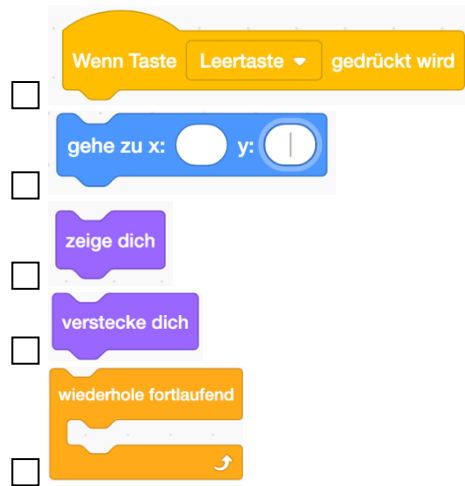 Wenn Taste Leertaste gedrückt wird
gehe zu x: y:
zeige dich
verstecke dich
wiederhole fortlaufend